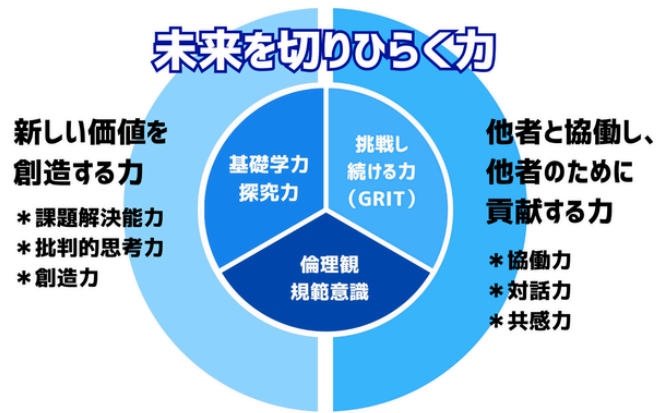 未来を切りひらく力
新しい価値を
創造する力
＊課題解決能力
＊批判的思考力
＊創造力
基礎学力
探究力
挑戦し
続ける力
（GRIT）
倫理観
規範意識
他者と協働し、
他者のために
貢献する力
＊協働力
＊対話力
＊共感力